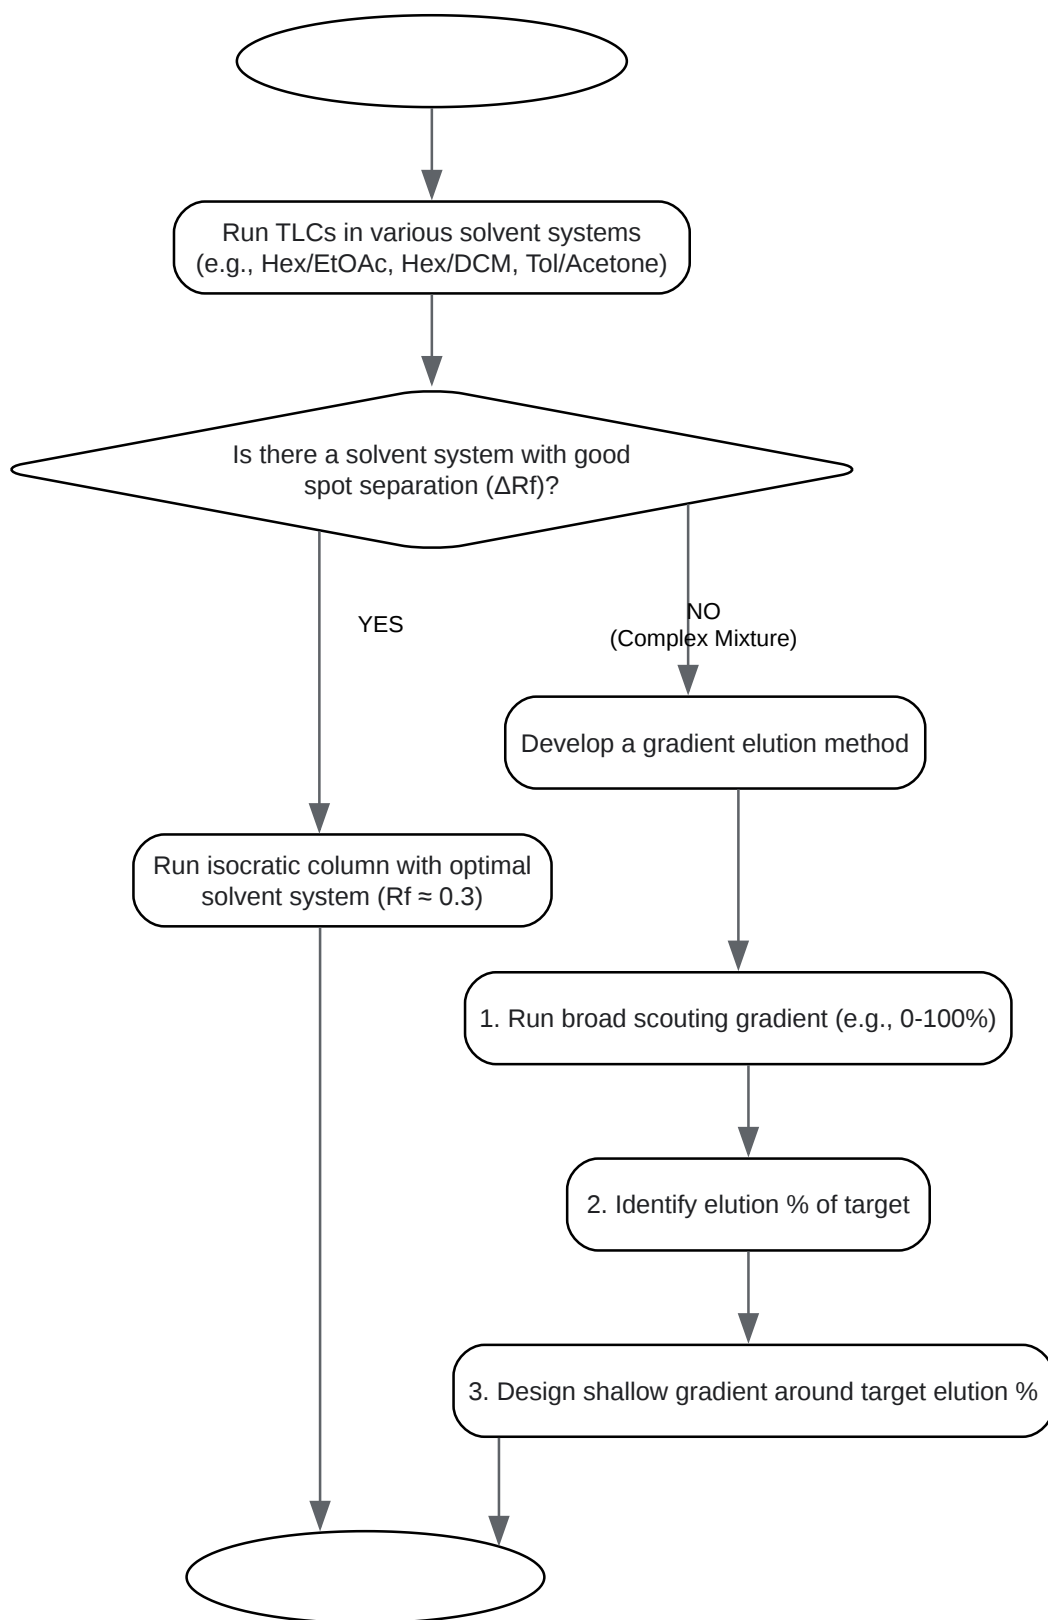 Run TLCs in various solvent systems
(e.g., Hex/EtOAc, Hex/DCM, Tol/Acetone)
Is there a solvent system with good
spot separation (ΔRf)?
YES
NO
(Complex Mixture)
Develop a gradient elution method
Run isocratic column with optimal
solvent system (Rf ≈ 0.3)
1. Run broad scouting gradient (e.g., 0-100%)
2. Identify elution % of target
3. Design shallow gradient around target elution %